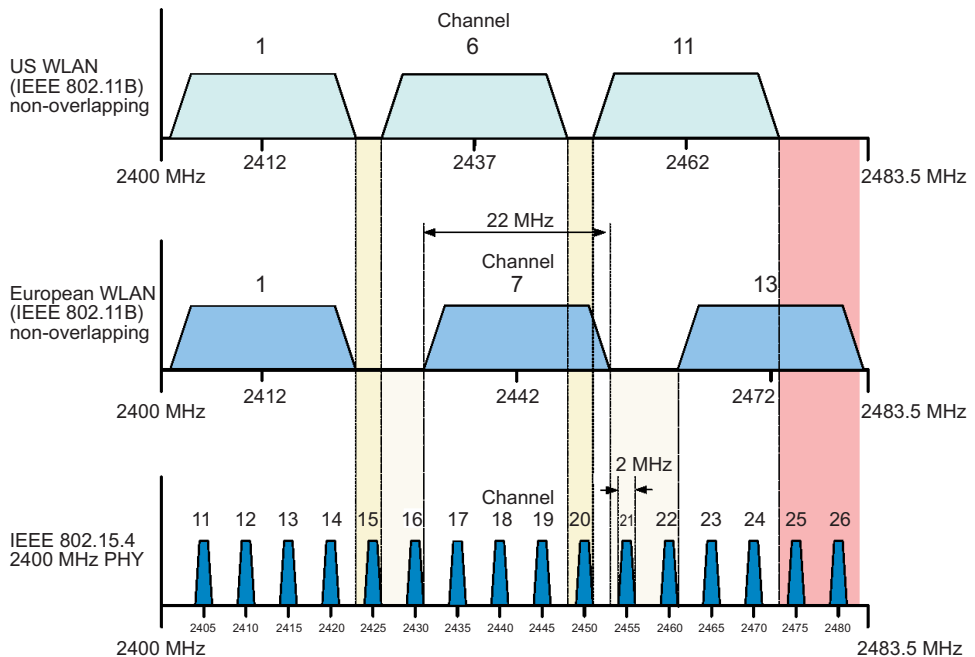 Channel
1 6 11
US WLAN
(IEEE 802.11B)
non-overlapping
2412 2437 2462
2400 MHz 2483.5 MHz
22 MHz
Channel
1 7 13
European WLAN
(IEEE 802.11B)
non-overlapping
2412 2442 2472
2400 MHz 2483.5 MHz
2 MHz
Channel
11 12 13 14 15 16 17 18 19 20 21 22 23 24 25 26
IEEE 802.15.4
2400 MHz PHY
2405 2410 2415 2420 2425 2430 2435 2440 2445 2450 2455 2460 2465 2470 2475 2480
2400 MHz 2483.5 MHz